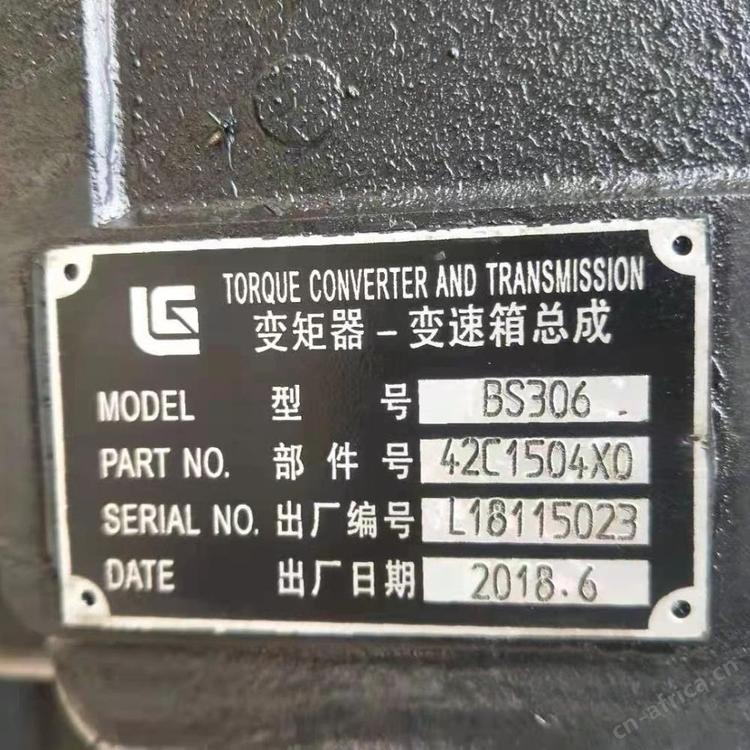 LG TORQUE CONVERTER AND TRANSMISSION
变矩器-变速箱总成
MODEL 型号 BS306
PART NO. 部件号 42C1504X0
SERIAL NO. 出厂编号 L18115023
DATE 出厂日期 2018.6
cn-africa.cn